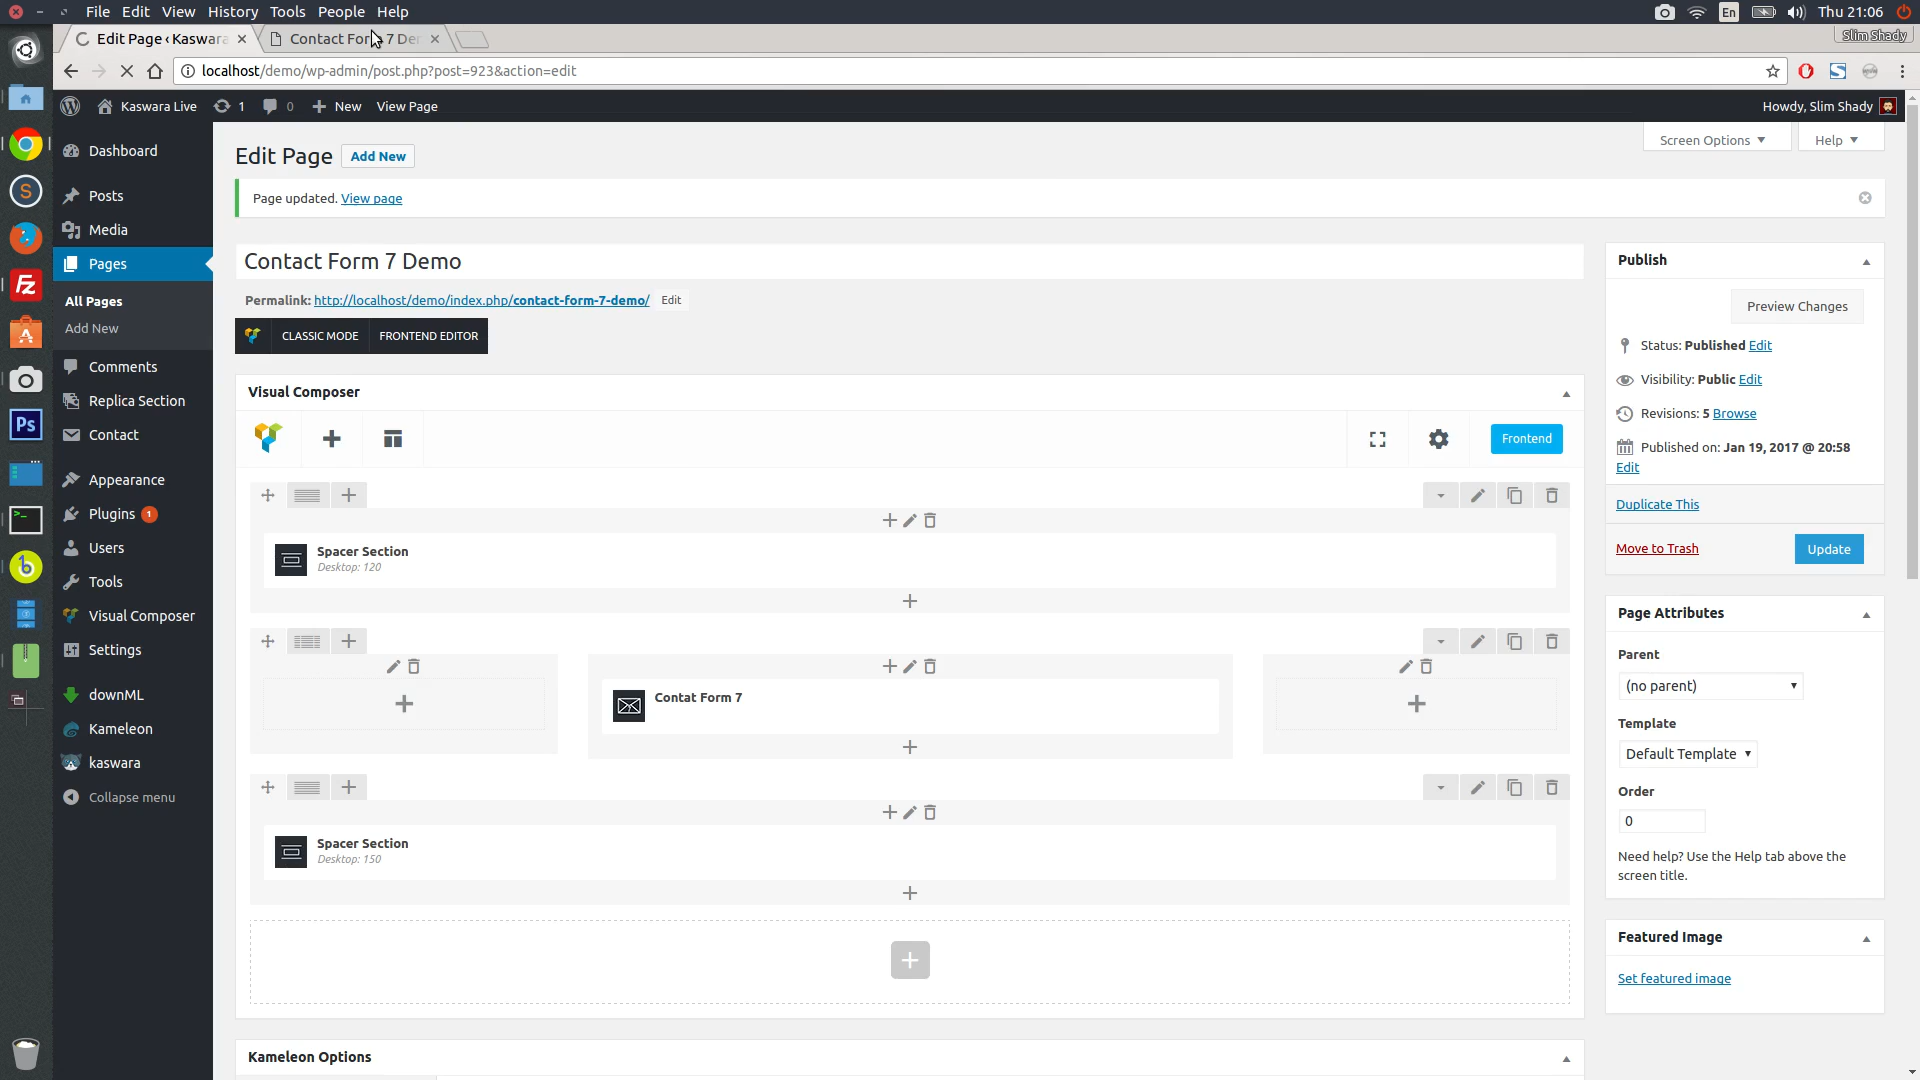 File Edit View History Tools People Help
En
Thu 21:06
Edit Page ‹ Kaswara
Contact For 7 De
Slim Shady
localhost/demo/wp-admin/post.php?post=923&action=edit
Kaswara Live 1 0 New View Page
Howdy, Slim Shady
Dashboard
Posts
Media
Pages
All Pages
Add New
Comments
Replica Section
Contact
Appearance
Plugins 1
Users
Tools
Visual Composer
Settings
downML
Kameleon
kaswara
Collapse menu
S
Fz
Ps
b
Edit Page Add New
Screen Options Help
Page updated. View page
Contact Form 7 Demo
Permalink: http://localhost/demo/index.php/contact-form-7-demo/ Edit
CLASSIC MODE FRONTEND EDITOR
Visual Composer
Frontend
Spacer Section
Desktop: 120
Contat Form 7
Spacer Section
Desktop: 150
Kameleon Options
Publish
Preview Changes
Status: Published Edit
Visibility: Public Edit
Revisions: 5 Browse
Published on: Jan 19, 2017 @ 20:58
Edit
Duplicate This
Move to Trash Update
Page Attributes
Parent
(no parent)
Template
Default Template
Order
0
Need help? Use the Help tab above the
screen title.
Featured Image
Set featured image